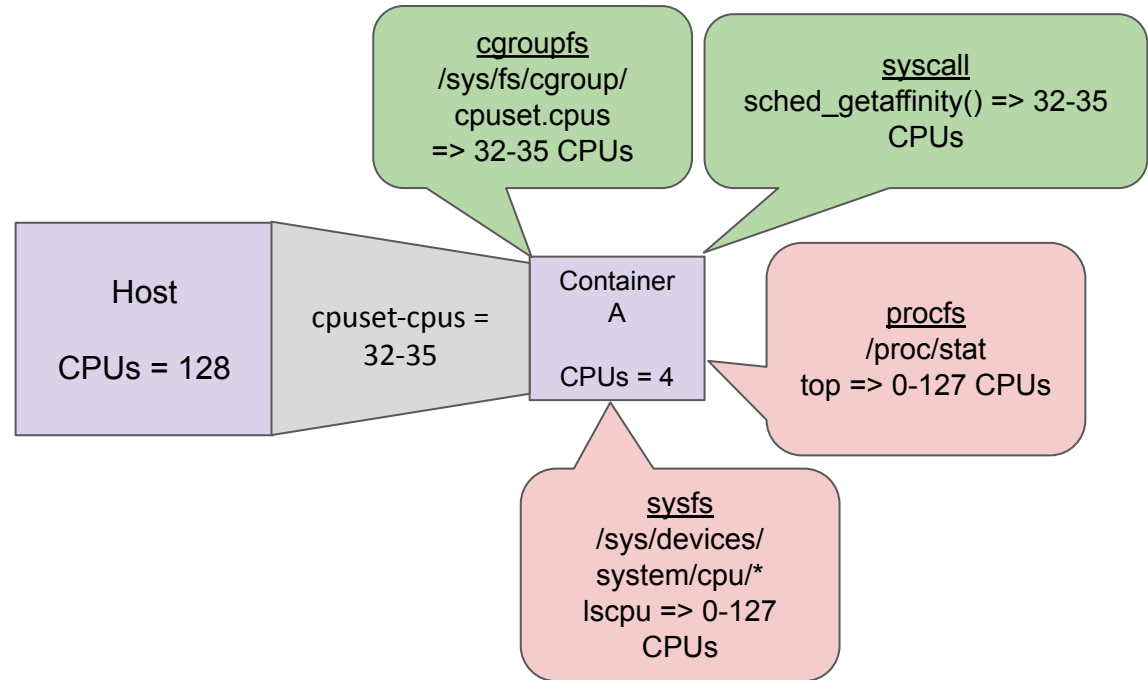 cgroupfs
/sys/fs/cgroup/
cpuset.cpus
=> 32-35 CPUs
syscall
sched_getaffinity() => 32-35
CPUs
Host
CPUs = 128
cpuset-cpus =
32-35
Container
A
CPUs = 4
procfs
/proc/stat
top => 0-127 CPUs
sysfs
/sys/devices/
system/cpu/*
lscpu => 0-127
CPUs